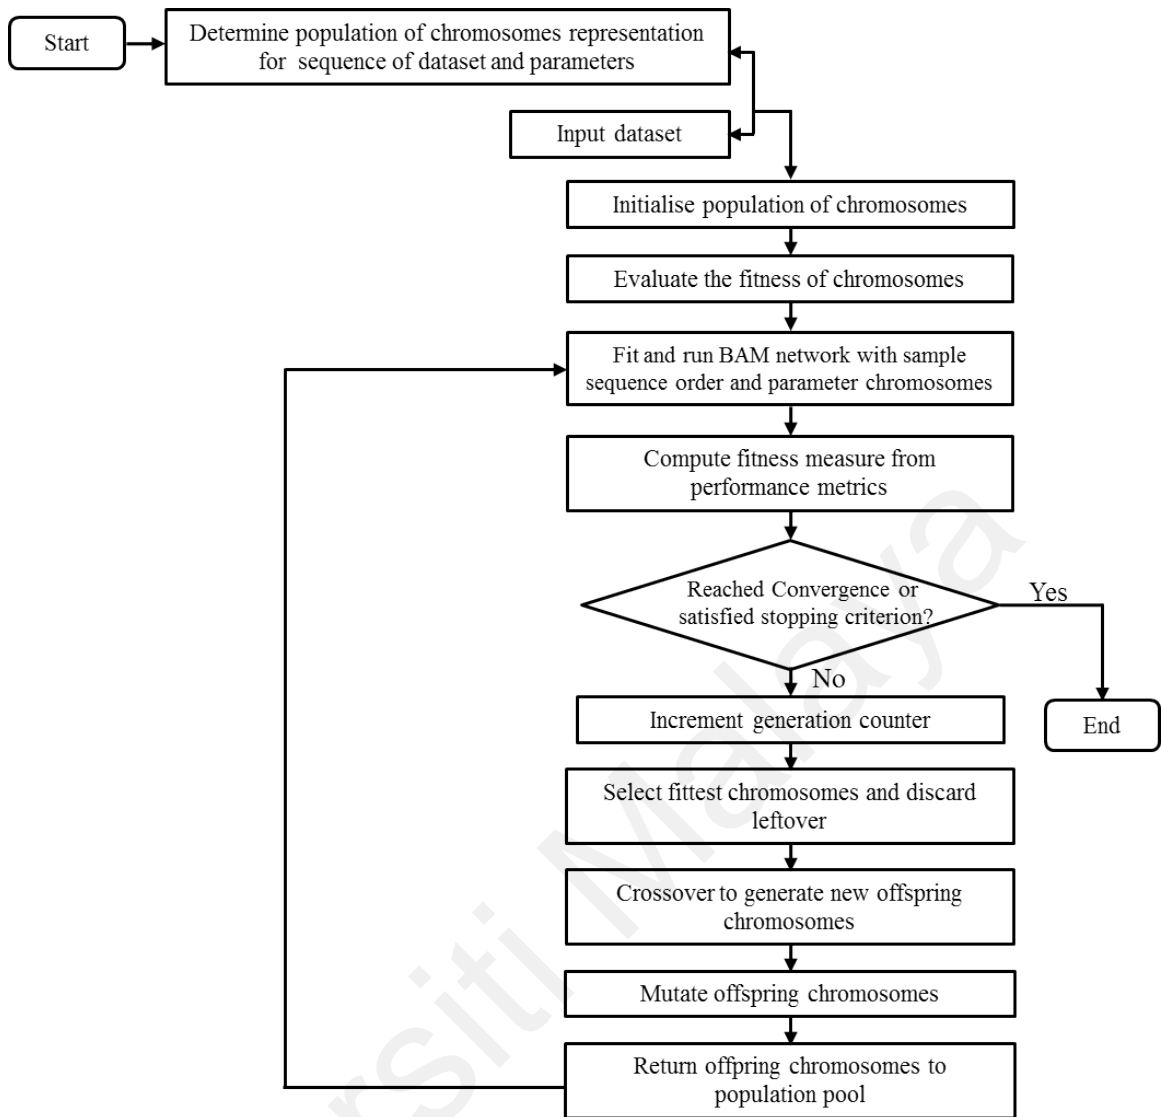 Start
Determine population of chromosomes representation
for sequence of dataset and parameters
Input dataset
Initialise population of chromosomes
Evaluate the fitness of chromosomes
Fit and run BAM network with sample
sequence order and parameter chromosomes
Compute fitness measure from
performance metrics
Reached Convergence or
satisfied stopping criterion?
Yes
No
Increment generation counter
End
Select fittest chromosomes and discard
leftover
Crossover to generate new offspring
chromosomes
Mutate offspring chromosomes
Return offpring chromosomes to
population pool
rsiti Malaya